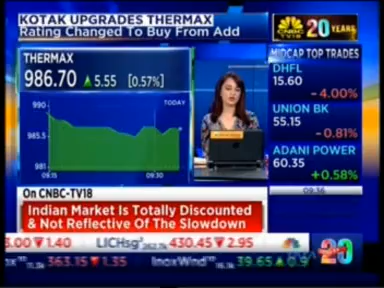 KOTAK UPGRADES THERMAX
Rating Changed To Buy From Add
CNBC
TV18
20 YEARS
THERMAX
986.70 ▲ 5.55 [0.57%]
990
985.5
981
TODAY
09:15
09:30
MIDCAP TOP TRADES
DHFL
15.60
-4.00%
UNION BK
55.15
-0.81%
ADANI POWER
60.35
+0.58%
09:36
On CNBC-TV18
Indian Market Is Totally Discounted
& Not Reflective Of The Slowdown
3.00 ▼ 1.40 LICHsg 430.45 ▼ 2.95
363.15 ▼ 1.35 InoxWind 39.65 ▲
20